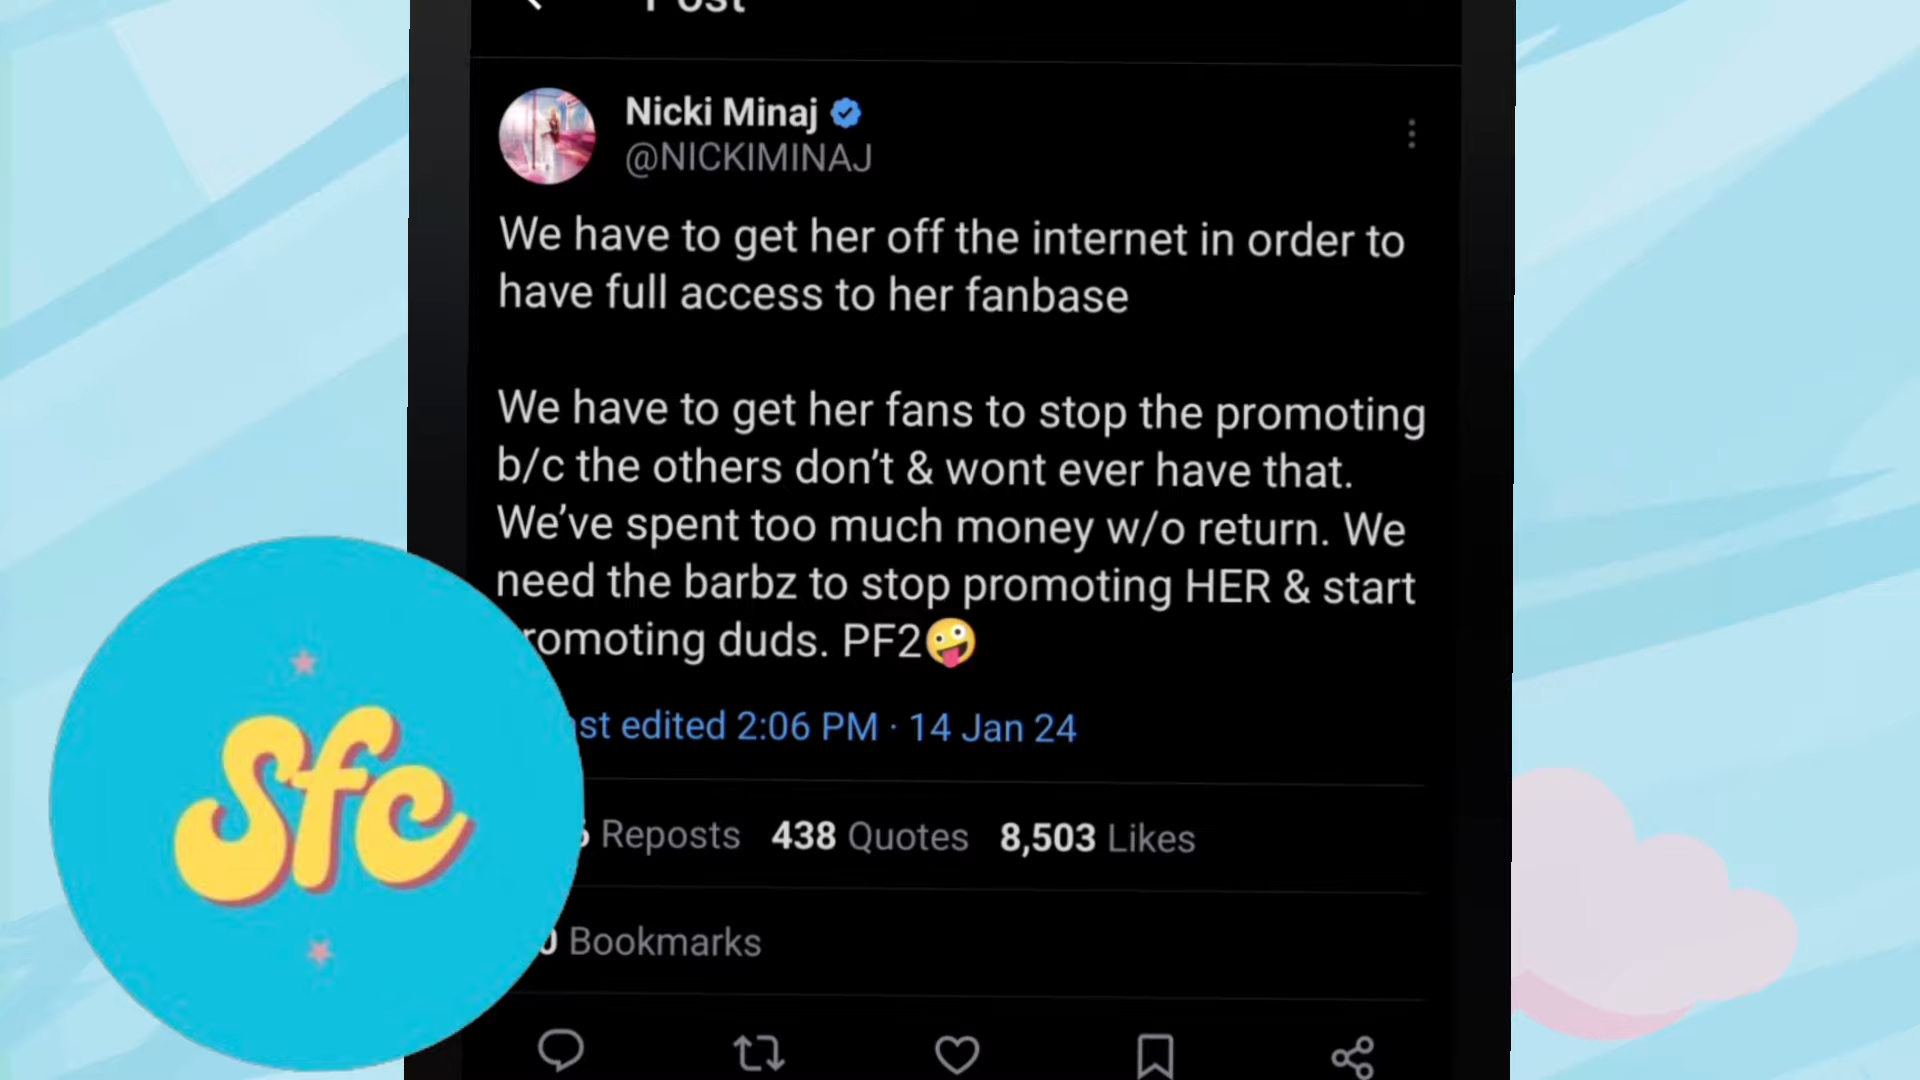 Post
Nicki Minaj
@NICKIMINAJ
We have to get her off the internet in order to
have full access to her fanbase
We have to get her fans to stop the promoting
b/c the others don’t & wont ever have that.
We’ve spent too much money w/o return. We
need the barbz to stop promoting HER & start
promoting duds. PF2🤪
Last edited 2:06 PM · 14 Jan 24
Reposts 438 Quotes 8,503 Likes
Bookmarks
Sfc